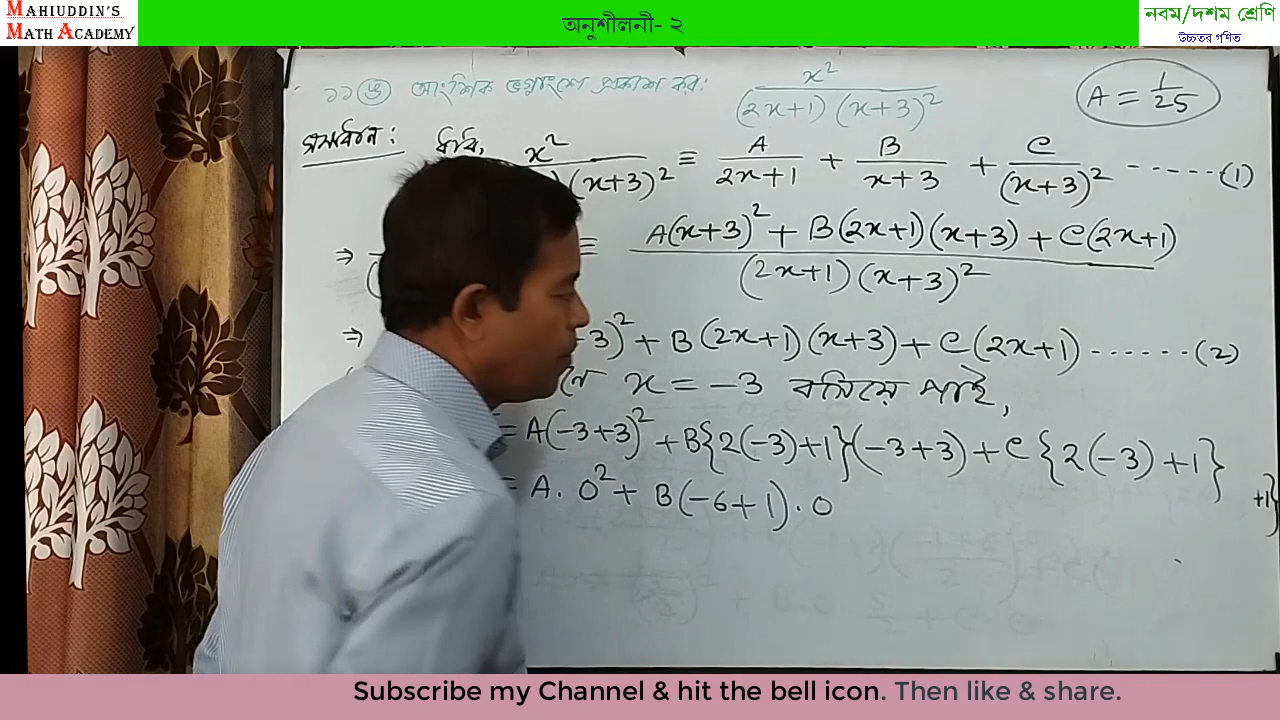 MAHIUDDIN'S
MATH ACADEMY
অনুশীলনী- ২
নবম/দশম শ্রেণি
উচ্চতর গণিত
১১ (ঙ) আংশিক ভগ্নাংশে প্রকাশ কর: x²/(2x+1)(x+3)²
A = 1/25
সমাধান: ধরি, x² )(x+3)² ≡ A/(2x+1) + B/(x+3) + C/(x+3)² ------(1)
⇒ ( ≡ A(x+3)² + B(2x+1)(x+3) + C(2x+1) / (2x+1)(x+3)²
⇒ -3)² + B(2x+1)(x+3) + C(2x+1) ......(2)
x = -3 বসিয়ে পাই,
= A(-3+3)² + B{2(-3)+1}(-3+3) + C{2(-3)+1}
= A. 0² + B(-6+1). 0
+1}
Subscribe my Channel & hit the bell icon. Then like & share.